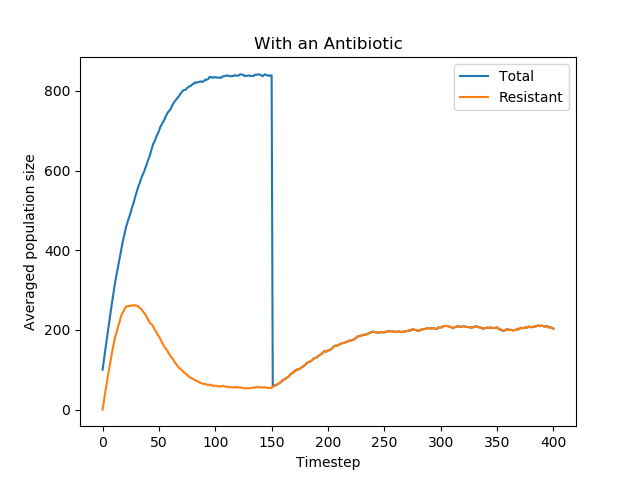 With an Antibiotic
Total
Resistant
Averaged population size
800
600
400
200
0
0 50 100 150 200 250 300 350 400
Timestep